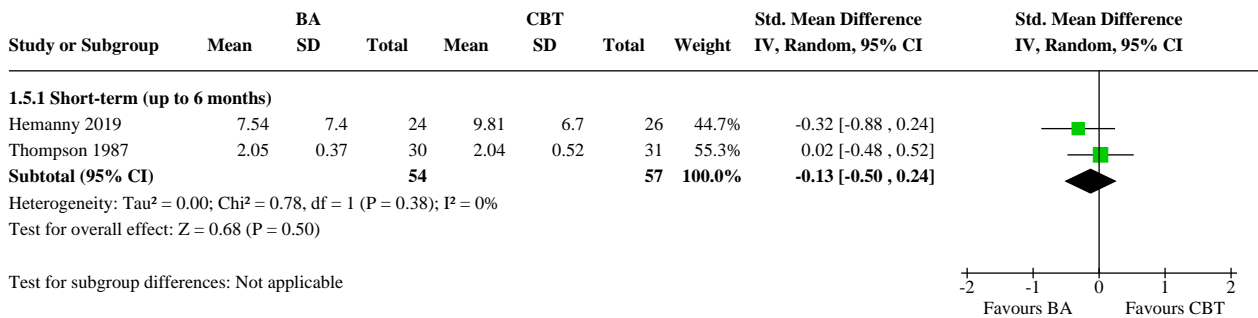 BA CBT Std. Mean Difference Std. Mean Difference
Study or Subgroup Mean SD Total Mean SD Total Weight IV, Random, 95% CI IV, Random, 95% CI
1.5.1 Short-term (up to 6 months)
Hemanny 2019 7.54 7.4 24 9.81 6.7 26 44.7% -0.32 [-0.88 , 0.24]
Thompson 1987 2.05 0.37 30 2.04 0.52 31 55.3% 0.02 [-0.48 , 0.52]
Subtotal (95% CI) 54 57 100.0% -0.13 [-0.50 , 0.24]
Heterogeneity: Tau² = 0.00; Chi² = 0.78, df = 1 (P = 0.38); I² = 0%
Test for overall effect: Z = 0.68 (P = 0.50)
Test for subgroup differences: Not applicable
-2 -1 0 1 2
Favours BA Favours CBT